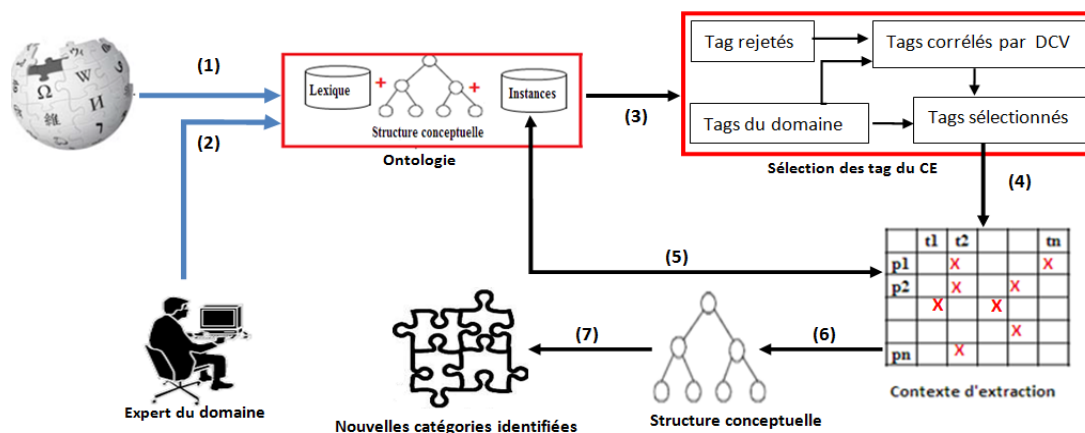 (1)
(2)
Lexique
+
+
Instances
Structure conceptuelle
Ontologie
(3)
Tag rejetés
Tags corrélés par DCV
Tags du domaine
Tags sélectionnés
Sélection des tag du CE
(4)
(5)
t1 t2 tn
p1 X X
p2 X X
X X
X
pn X
Contexte d'extraction
(6)
Structure conceptuelle
(7)
Nouvelles catégories identifiées
Expert du domaine
Ω W И 維